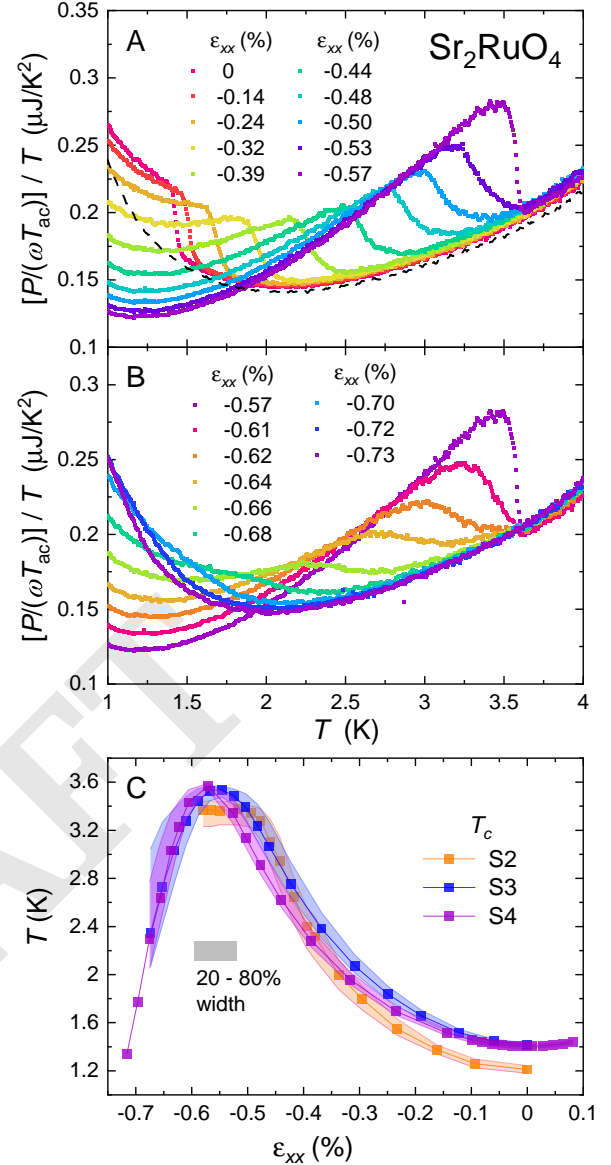 A
εxx (%)
εxx (%)
Sr2RuO4
0
-0.44
-0.14
-0.48
-0.24
-0.50
-0.32
-0.53
-0.39
-0.57
0.35
0.3
0.25
0.20
0.15
0.1
[P/(ωTac)] / T (μJ/K²)
B
εxx (%)
εxx (%)
-0.57
-0.70
-0.61
-0.72
-0.62
-0.73
-0.64
-0.66
-0.68
0.3
0.25
0.20
0.15
0.1
[P/(ωTac)] / T (μJ/K²)
1
1.5
2
2.5
3
3.5
4
T (K)
C
Tc
S2
S3
S4
20 - 80%
width
3.6
3.2
2.8
2.4
2
1.6
1.2
T (K)
-0.7
-0.6
-0.5
-0.4
-0.3
-0.2
-0.1
0
0.1
εxx (%)